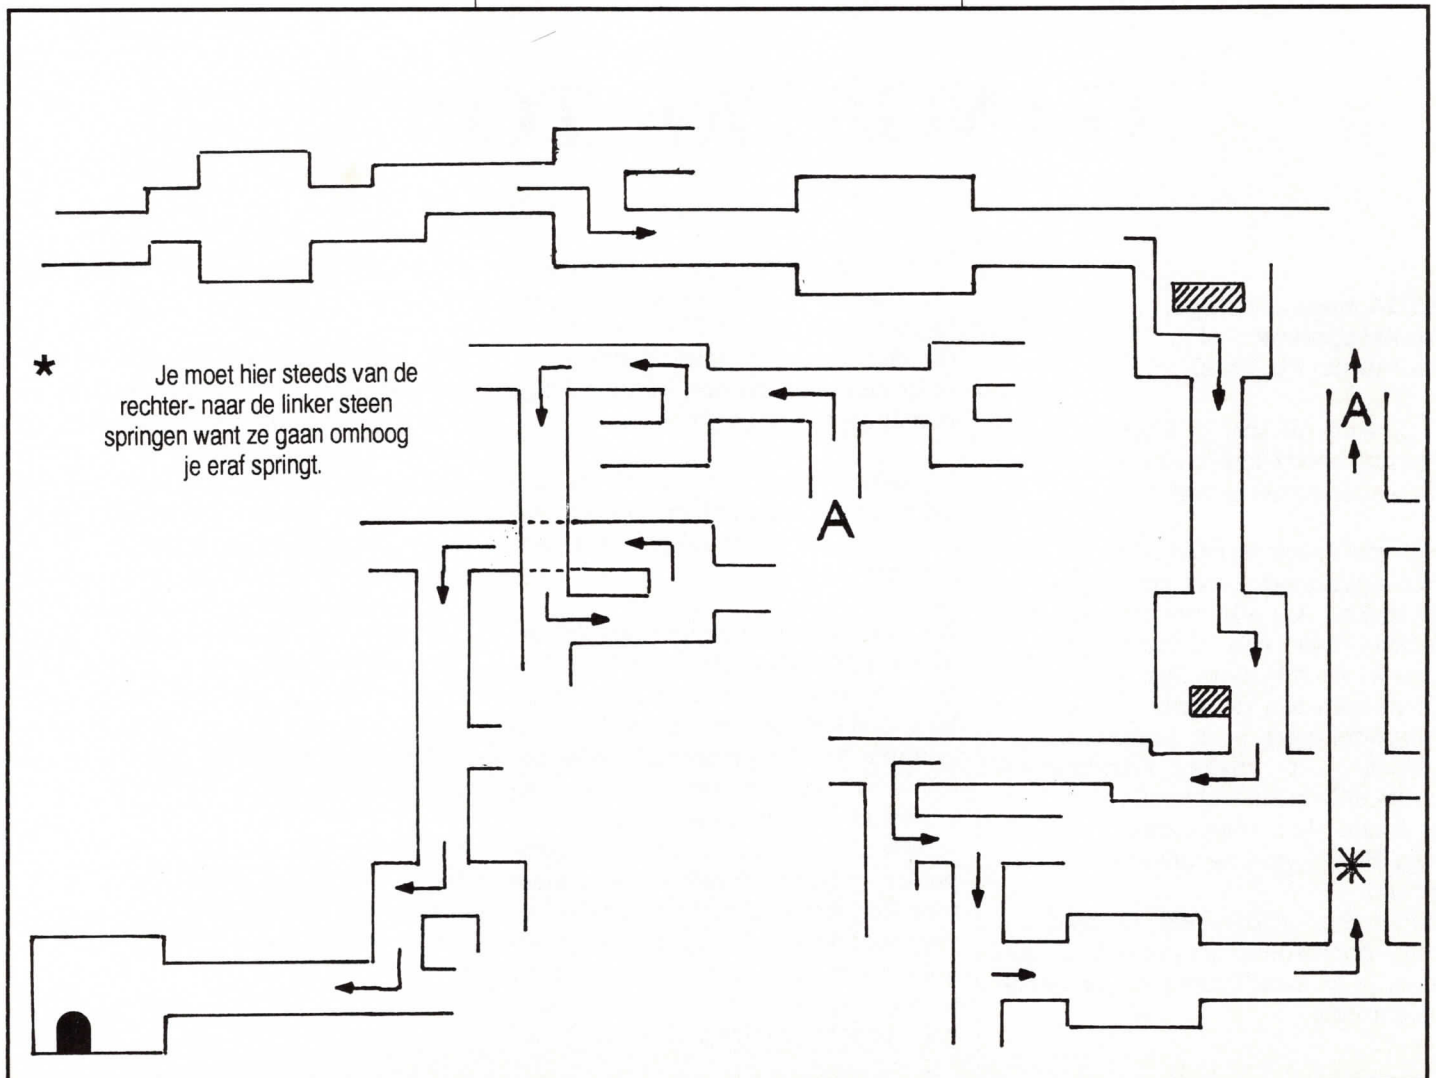 *
Je moet hier steeds van de
rechter- naar de linker steen
springen want ze gaan omhoog
je eraf springt.
A
A
*